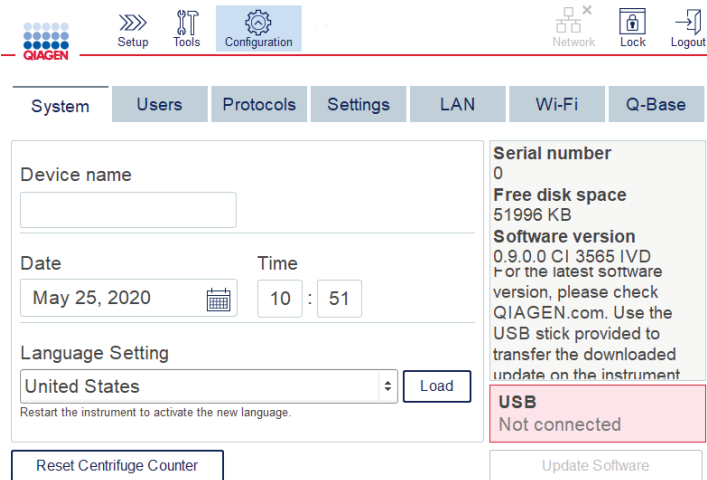 QIAGEN
Setup
Tools
Configuration
Network
Lock
Logout
System
Users
Protocols
Settings
LAN
Wi-Fi
Q-Base
Device name
Date
Time
May 25, 2020
10 : 51
Language Setting
United States
Load
Restart the instrument to activate the new language.
Reset Centrifuge Counter
Serial number
0
Free disk space
51996 KB
Software version
0.9.0.0 CI 3565 IVD
For the latest software
version, please check
QIAGEN.com. Use the
USB stick provided to
transfer the downloaded
update on the instrument
USB
Not connected
Update Software